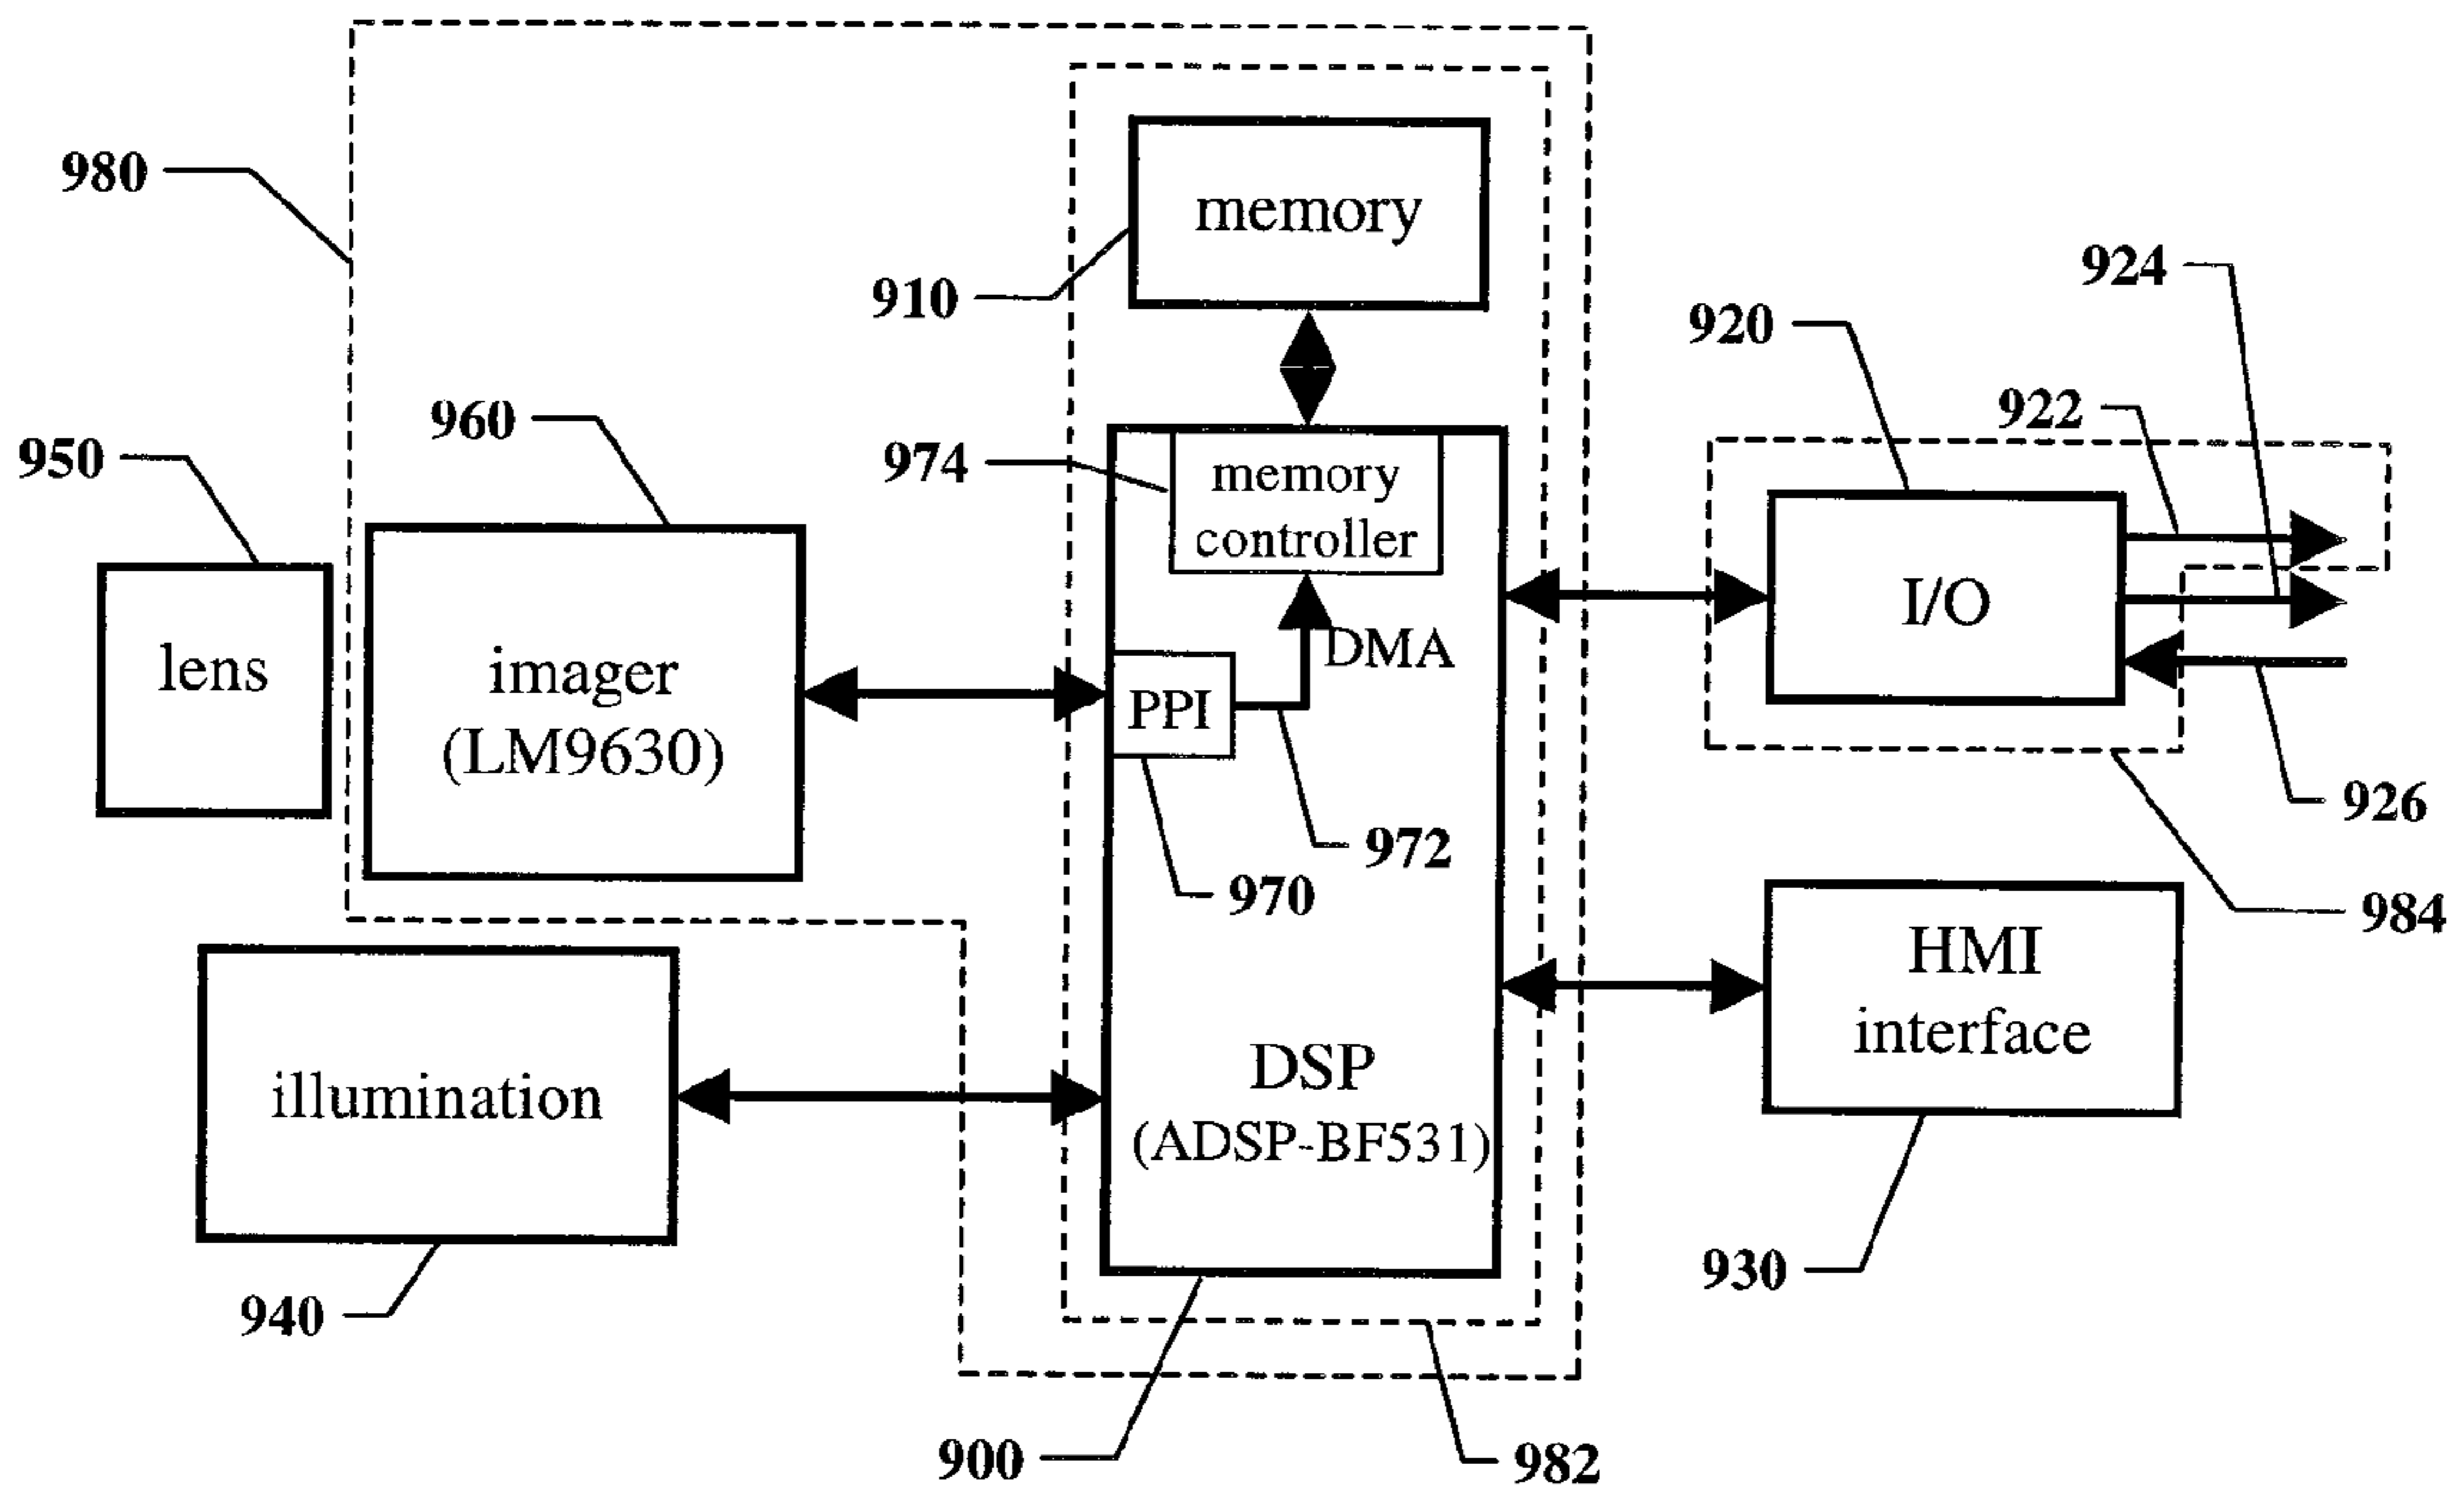 980
memory
910
924
920
922
960
950
974
memory
controller
I/O
DMA
lens
imager
(LM9630)
PPI
926
972
970
984
HMI
interface
illumination
DSP
(ADSP-BF531)
930
940
900
982